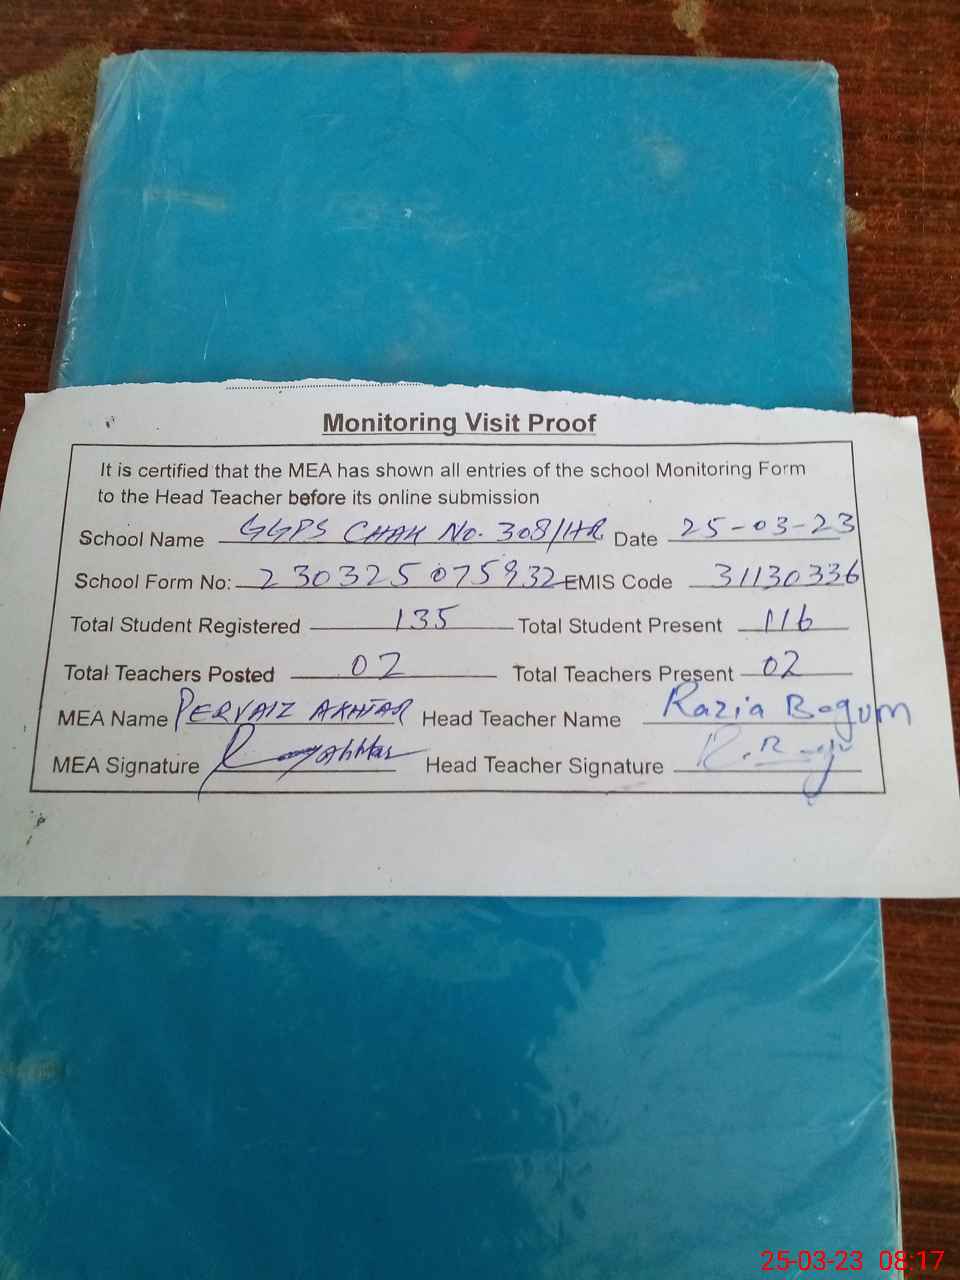 Monitoring Visit Proof
It is certified that the MEA has shown all entries of the school Monitoring Form
to the Head Teacher before its online submission
School Name GGPS CHAK No. 308/HR Date 25-03-23
School Form No: 230325075932 EMIS Code 31130336
Total Student Registered 135 Total Student Present 116
Total Teachers Posted 02 Total Teachers Present 02
MEA Name PERVAIZ AKHTAR Head Teacher Name Razia Begum
MEA Signature Head Teacher Signature
25-03-23 08:17